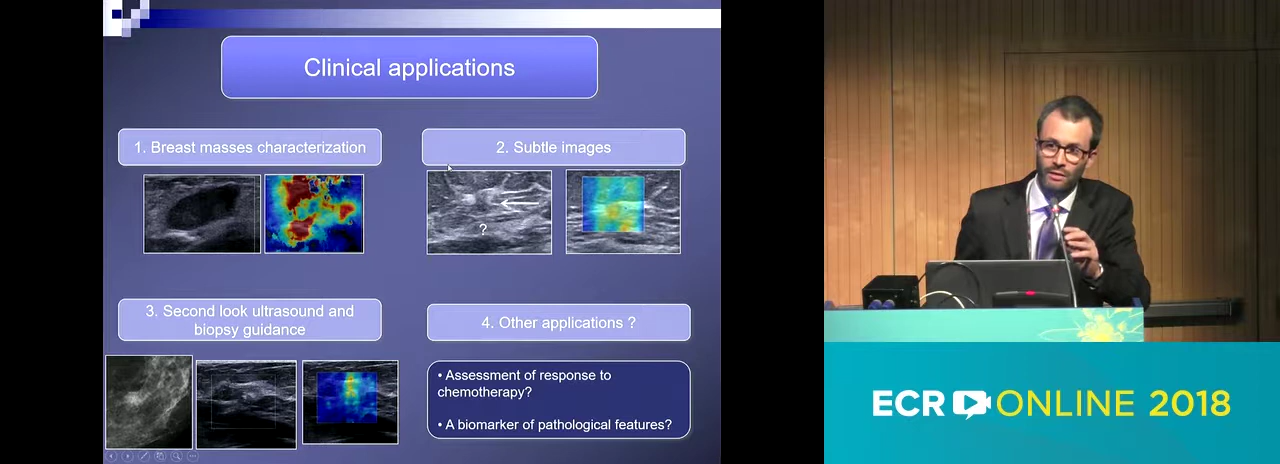 Clinical applications
1. Breast masses characterization
2. Subtle images
?
3. Second look ultrasound and
biopsy guidance
4. Other applications ?
• Assessment of response to
chemotherapy?
• A biomarker of pathological features?
ECR ONLINE 2018